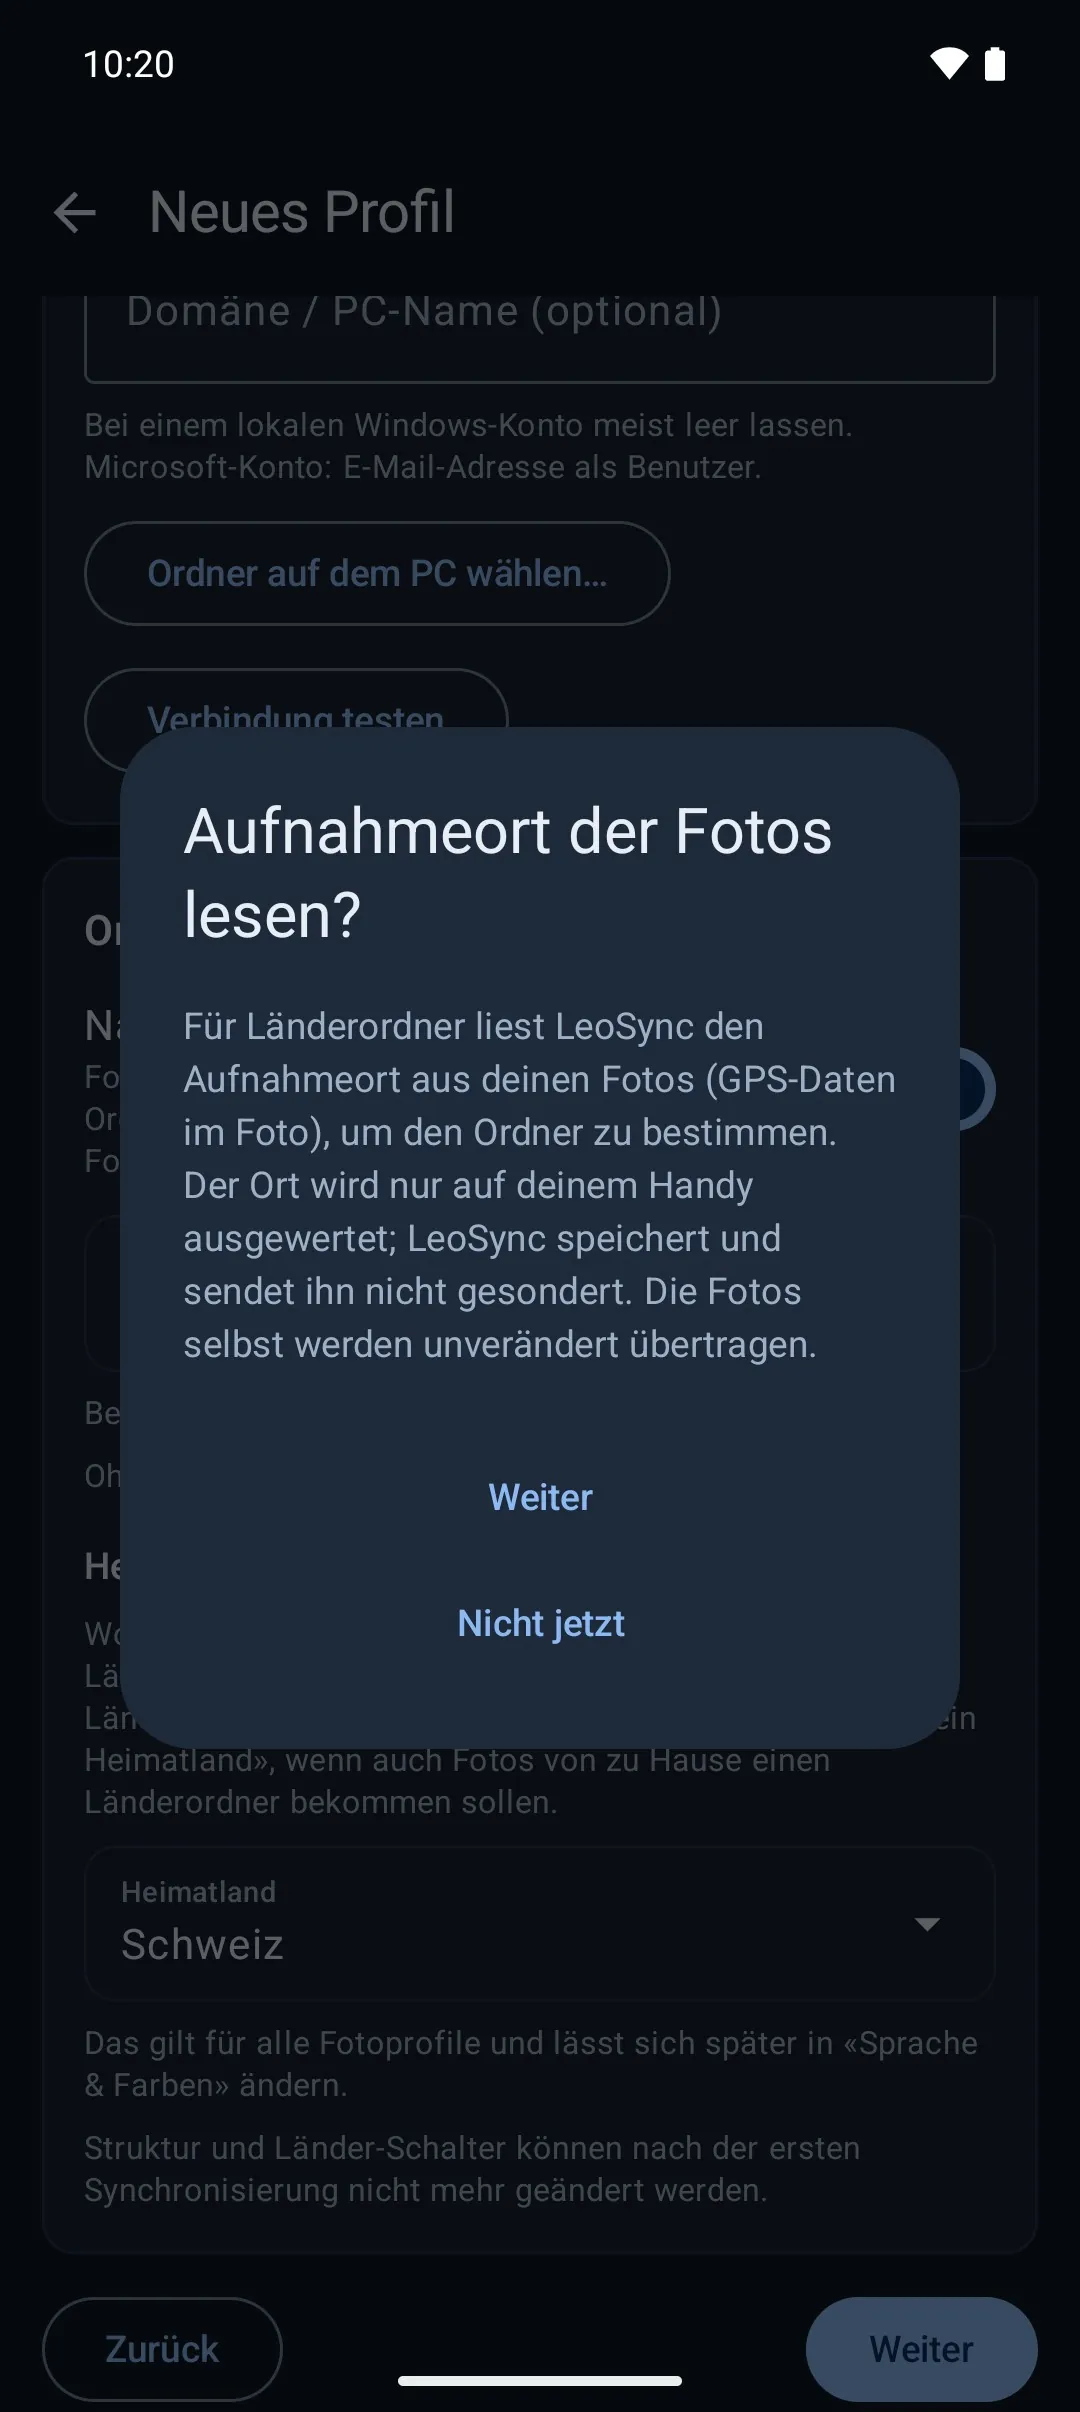 10:20
Neues Profil
Domäne / PC-Name (optional)
Bei einem lokalen Windows-Konto meist leer lassen.
Microsoft-Konto: E-Mail-Adresse als Benutzer.
Ordner auf dem PC wählen...
Verbindung testen
Aufnahmeort der Fotos
lesen?
Für Länderordner liest LeoSync den
Aufnahmeort aus deinen Fotos (GPS-Daten
im Foto), um den Ordner zu bestimmen.
Der Ort wird nur auf deinem Handy
ausgewertet; LeoSync speichert und
sendet ihn nicht gesondert. Die Fotos
selbst werden unverändert übertragen.
Weiter
Nicht jetzt
Heimatland», wenn auch Fotos von zu Hause einen
Länderordner bekommen sollen.
Heimatland
Schweiz
Das gilt für alle Fotoprofile und lässt sich später in «Sprache
& Farben» ändern.
Struktur und Länder-Schalter können nach der ersten
Synchronisierung nicht mehr geändert werden.
Zurück
Weiter